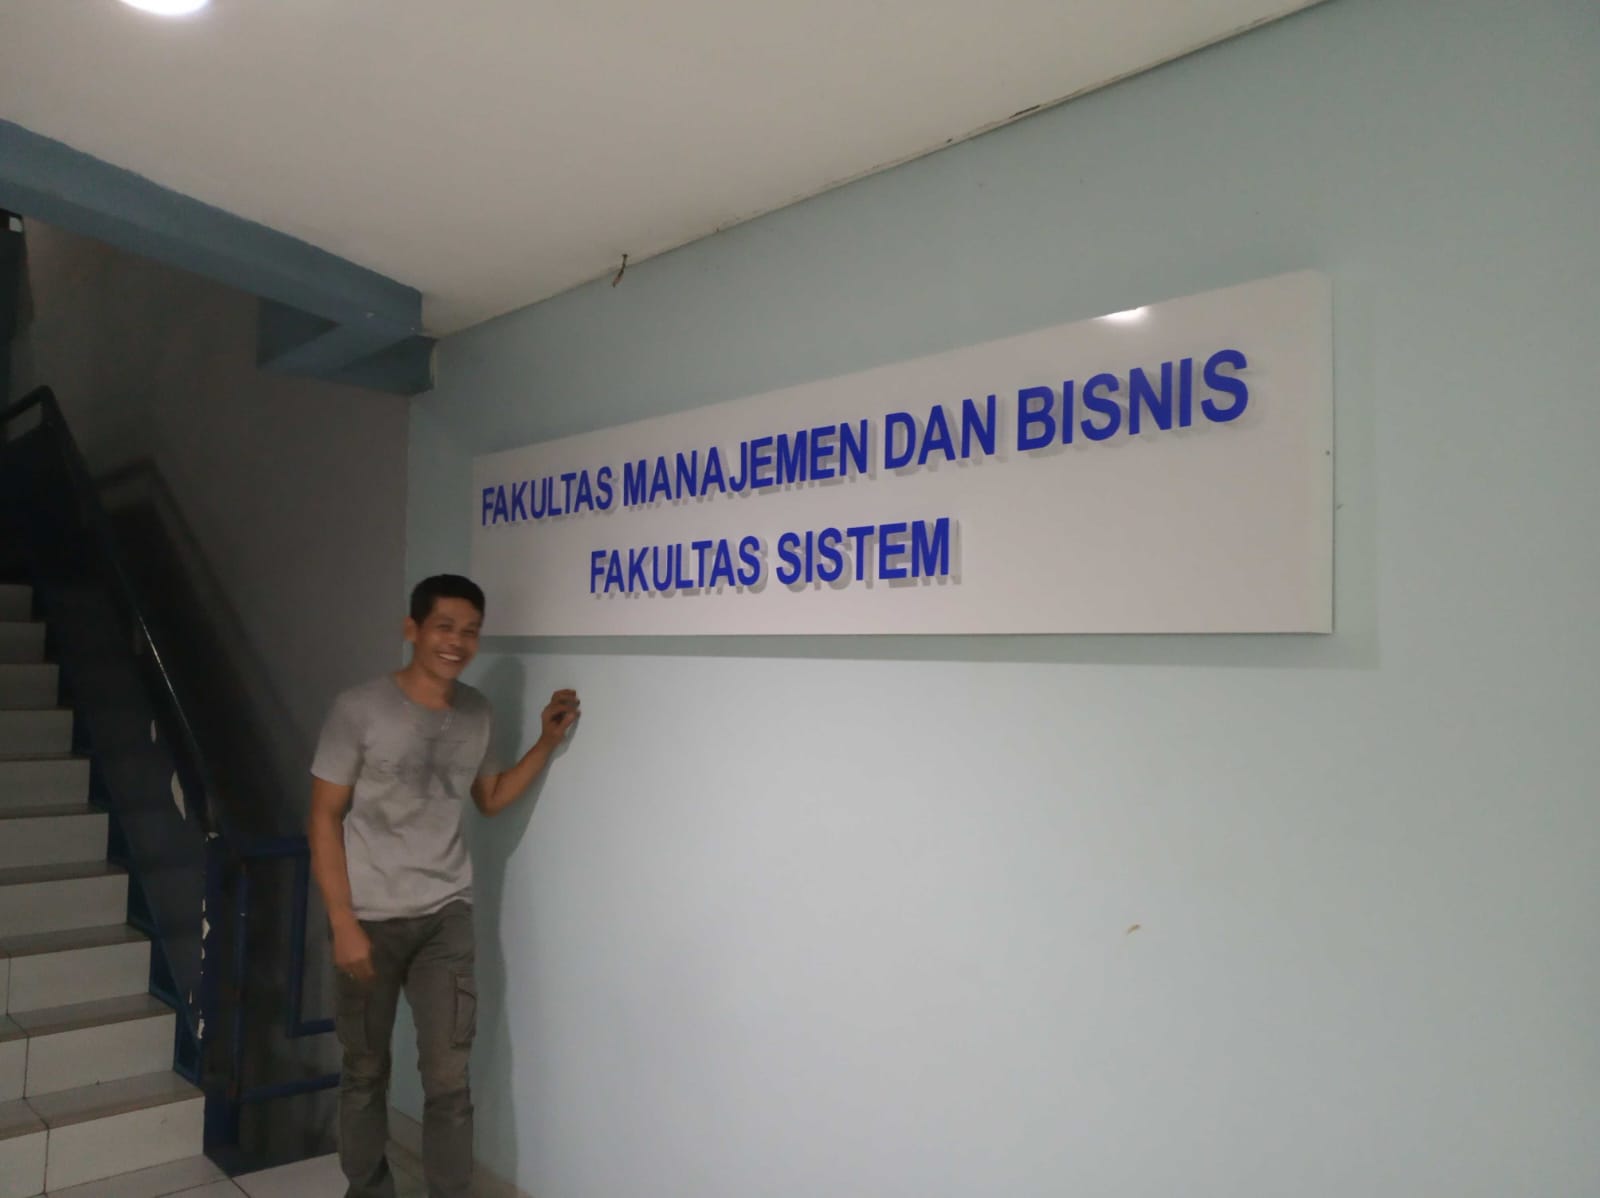 FAKULTAS MANAJEMEN DAN BISNIS
FAKULTAS SISTEM